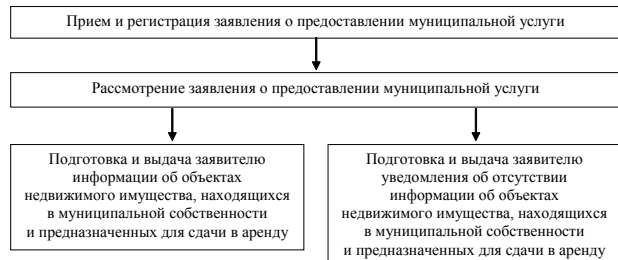 Прием и регистрация заявления о предоставлении муниципальной услуги
Рассмотрение заявления о предоставлении муниципальной услуги
Подготовка и выдача заявителю
информации об объектах
недвижимого имущества, находящихся
в муниципальной собственности
и предназначенных для сдачи в аренду
Подготовка и выдача заявителю
уведомления об отсутствии
информации об объектах
недвижимого имущества, находящихся
в муниципальной собственности
и предназначенных для сдачи в аренду